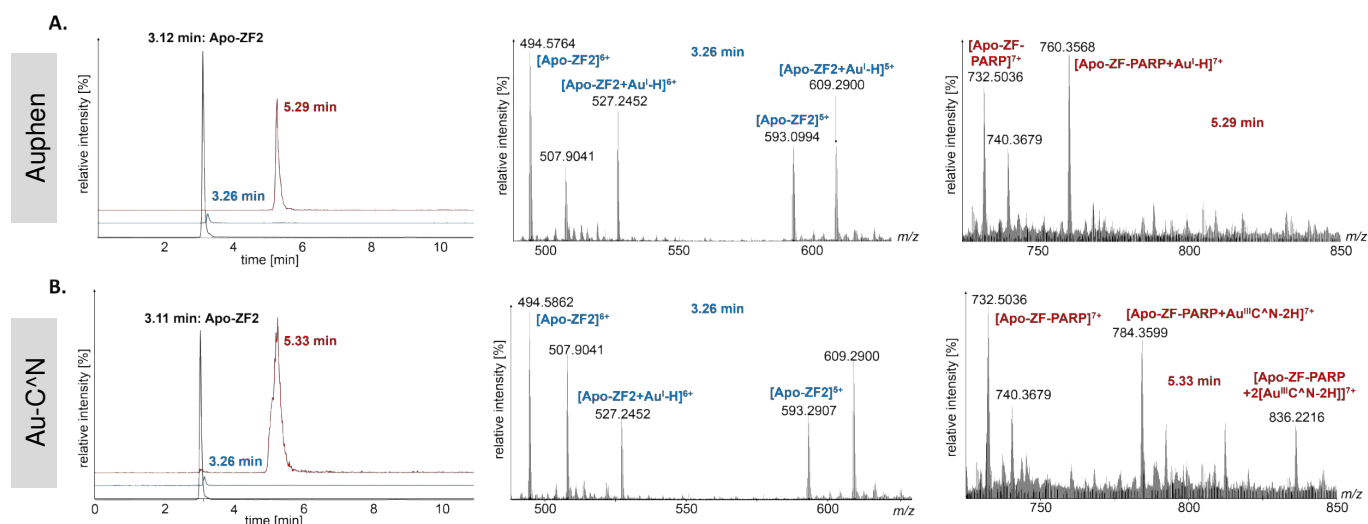 A.
Auphen
relative intensity [%]
3.12 min: Apo-ZF2
5.29 min
3.26 min
2
4
6
8
10
time [min]
relative intensity [%]
494.5764
[Apo-ZF2]⁶⁺
3.26 min
[Apo-ZF2+Auᴵ-H]⁶⁺
527.2452
507.9041
[Apo-ZF2+Auᴵ-H]⁵⁺
609.2900
[Apo-ZF2]⁵⁺
593.0994
500
550
600
m/z
relative intensity [%]
[Apo-ZF-
PARP]⁷⁺
732.5036
760.3568
[Apo-ZF-PARP+Auᴵ-H]⁷⁺
740.3679
5.29 min
750
800
850
m/z
B.
Au-C^N
relative intensity [%]
3.11 min: Apo-ZF2
5.33 min
3.26 min
0
2
4
6
8
10
time [min]
relative intensity [%]
494.5862
[Apo-ZF2]⁶⁺
3.26 min
507.9041
[Apo-ZF2+Auᴵ-H]⁶⁺
527.2452
609.2900
[Apo-ZF2]⁵⁺
593.2907
500
550
600
m/z
relative intensity [%]
732.5036
[Apo-ZF-PARP]⁷⁺
[Apo-ZF-PARP+AuᴵᴵᴵC^N-2H]⁷⁺
784.3599
740.3679
5.33 min
[Apo-ZF-PARP
+2[AuᴵᴵᴵC^N-2H]]⁷⁺
836.2216
750
800
850
m/z